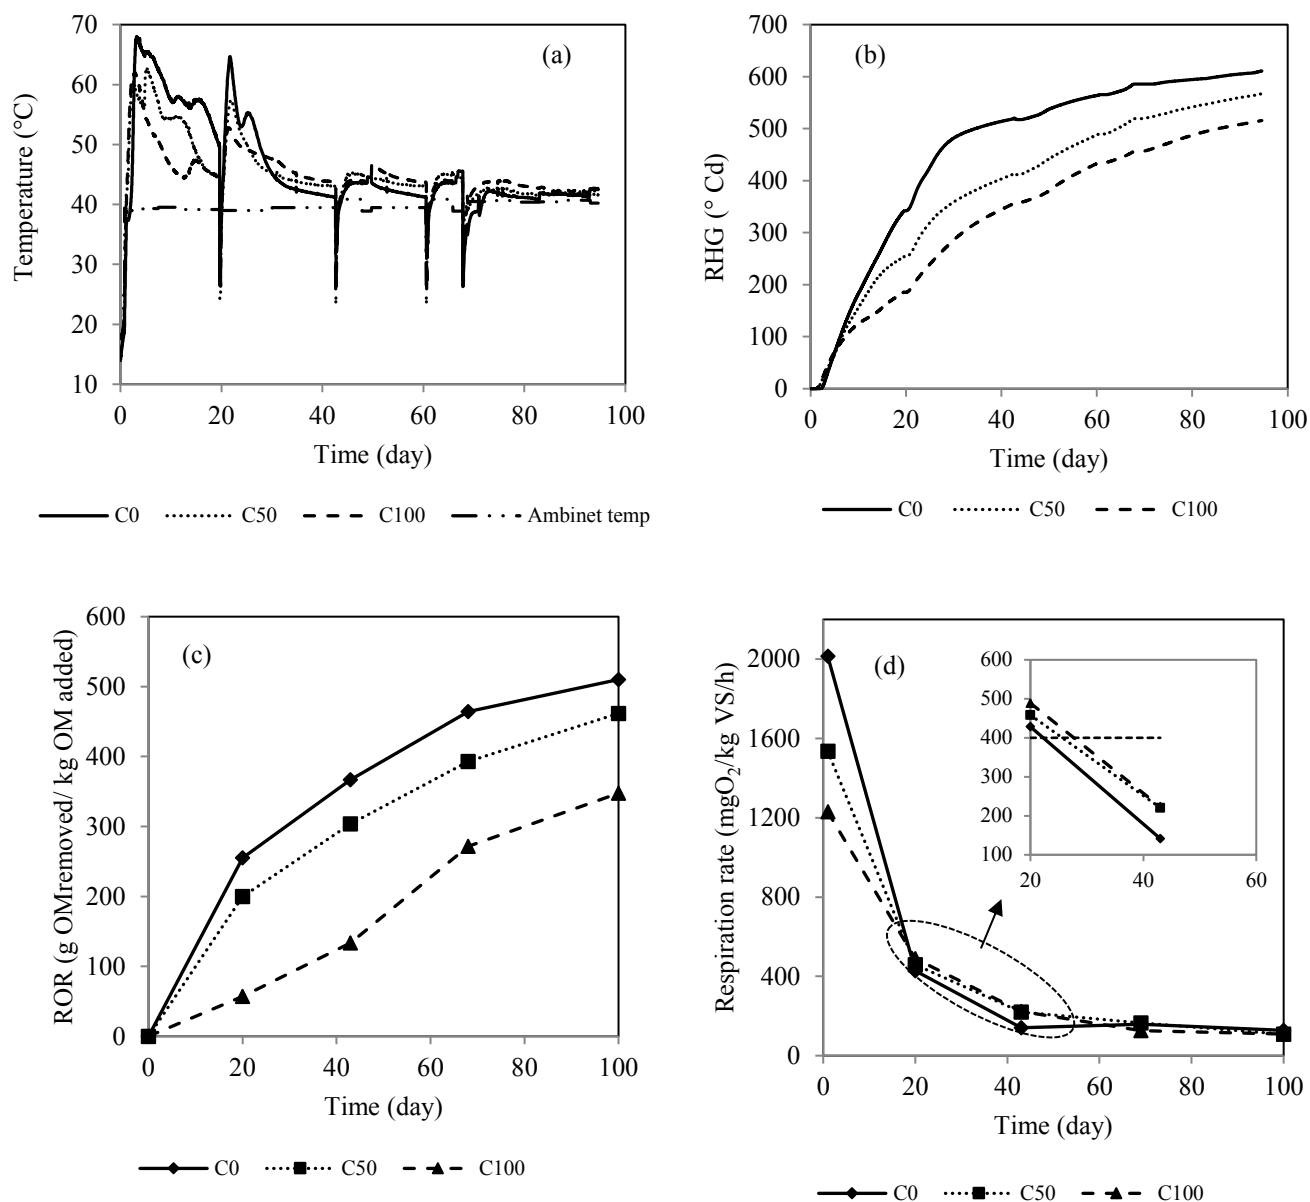 (a)
Temperature (°C)
70
60
50
40
30
20
10
0 20 40 60 80 100
Time (day)
C0 C50 C100 Ambinet temp
(b)
RHG (° Cd)
700
600
500
400
300
200
100
0
0 20 40 60 80 100
Time (day)
C0 C50 C100
(c)
ROR (g OMremoved/ kg OM added)
600
500
400
300
200
100
0
0 20 40 60 80 100
Time (day)
C0 C50 C100
(d)
Respiration rate (mgO₂/kg VS/h)
2000
1600
1200
800
400
0
0 20 40 60 80 100
Time (day)
600
500
400
300
200
100
20 40 60
C0 C50 C100